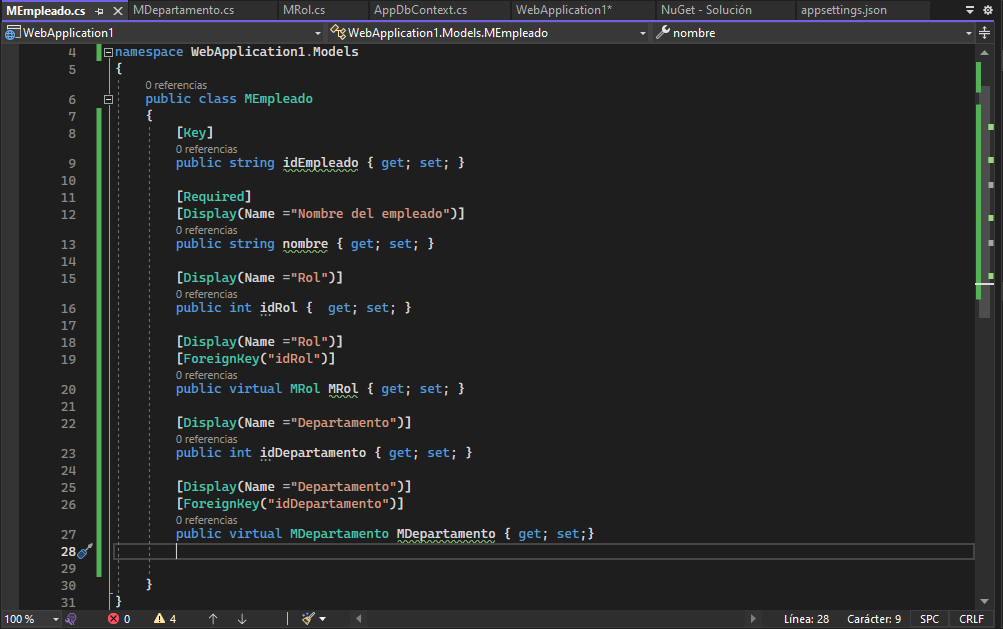 MEmpleado.cs MDepartamento.cs MRol.cs AppDbContext.cs WebApplication1* NuGet - Solución appsettings.json
WebApplication1 WebApplication1.Models.MEmpleado nombre
4 namespace WebApplication1.Models
5 {
0 referencias
6 public class MEmpleado
7 {
8 [Key]
0 referencias
9 public string idEmpleado { get; set; }
10
11 [Required]
12 [Display(Name ="Nombre del empleado")]
0 referencias
13 public string nombre { get; set; }
14
15 [Display(Name ="Rol")]
0 referencias
16 public int idRol {  get; set; }
17
18 [Display(Name ="Rol")]
19 [ForeignKey("idRol")]
0 referencias
20 public virtual MRol MRol { get; set; }
21
22 [Display(Name ="Departamento")]
0 referencias
23 public int idDepartamento { get; set; }
24
25 [Display(Name ="Departamento")]
26 [ForeignKey("idDepartamento")]
0 referencias
27 public virtual MDepartamento MDepartamento { get; set;}
28
29
30 }
31 }
100 % 0 4 Línea: 28 Carácter: 9 SPC CRLF